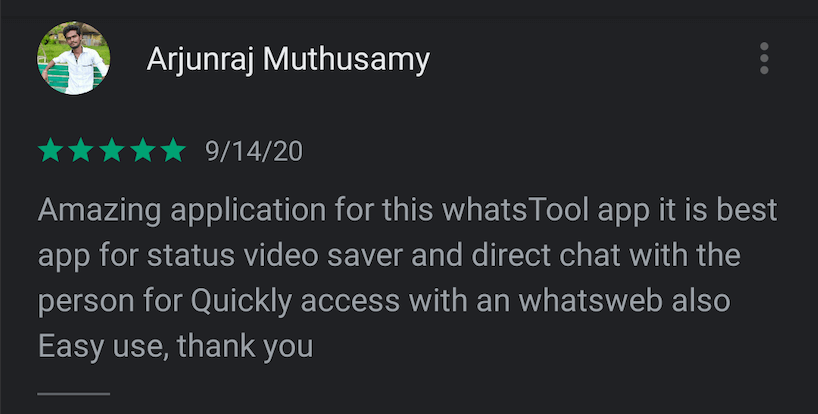 Arjunraj Muthusamy
9/14/20
Amazing application for this whatsTool app it is best
app for status video saver and direct chat with the
person for Quickly access with an whatsweb also
Easy use, thank you